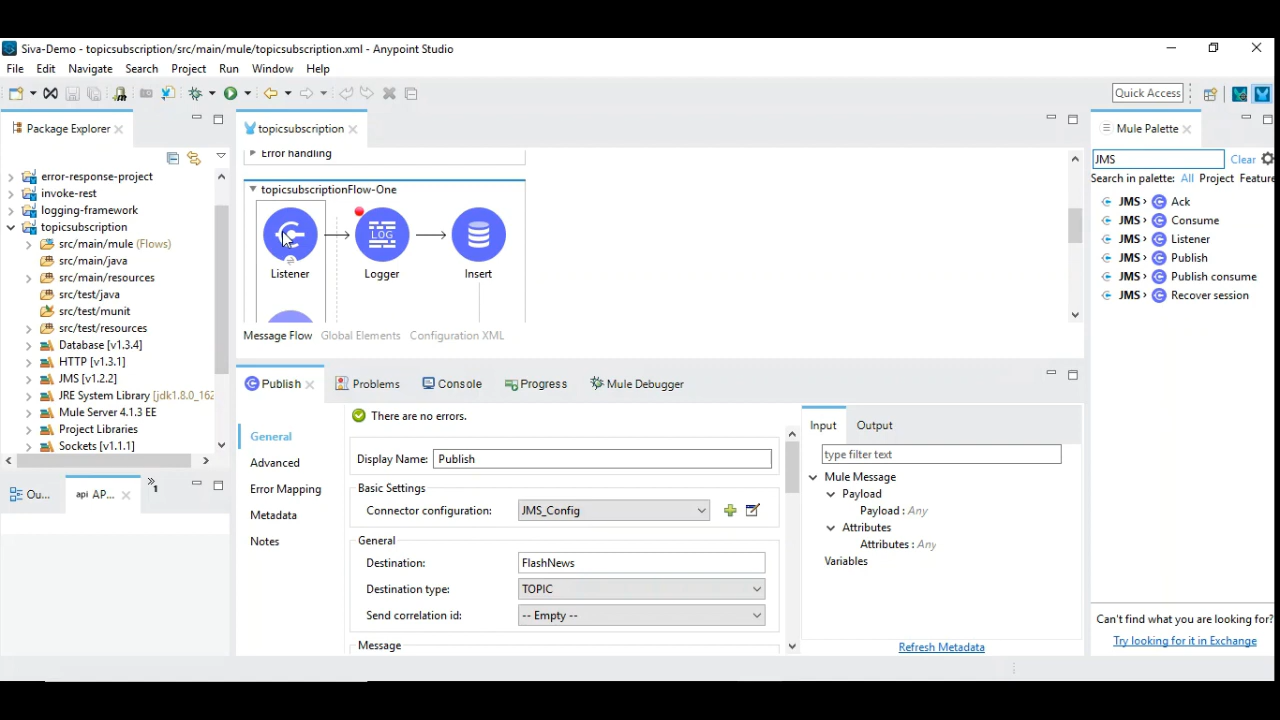 Siva-Demo - topicsubscription/src/main/mule/topicsubscription.xml - Anypoint Studio
File Edit Navigate Search Project Run Window Help
Quick Access
Package Explorer
error-response-project
invoke-rest
logging-framework
topicsubscription
src/main/mule (Flows)
src/main/java
src/main/resources
src/test/java
src/test/munit
src/test/resources
Database [v1.3.4]
HTTP [v1.3.1]
JMS [v1.2.2]
JRE System Library [jdk1.8.0_162
Mule Server 4.1.3 EE
Project Libraries
Sockets [v1.1.1]
Ou...
api AP...
1
topicsubscription
Error handling
topicsubscriptionFlow-One
LOG
Listener Logger Insert
Message Flow Global Elements Configuration XML
Publish Problems Console Progress Mule Debugger
There are no errors.
General
Advanced
Error Mapping
Metadata
Notes
Display Name: Publish
Basic Settings
Connector configuration: JMS_Config
General
Destination: FlashNews
Destination type: TOPIC
Send correlation id: -- Empty --
Message
Input Output
type filter text
Mule Message
Payload
Payload : Any
Attributes
Attributes : Any
Variables
Refresh Metadata
Mule Palette
JMS Clear
Search in palette: All Project Feature
JMS › Ack
JMS › Consume
JMS › Listener
JMS › Publish
JMS › Publish consume
JMS › Recover session
Can't find what you are looking for?
Try looking for it in Exchange